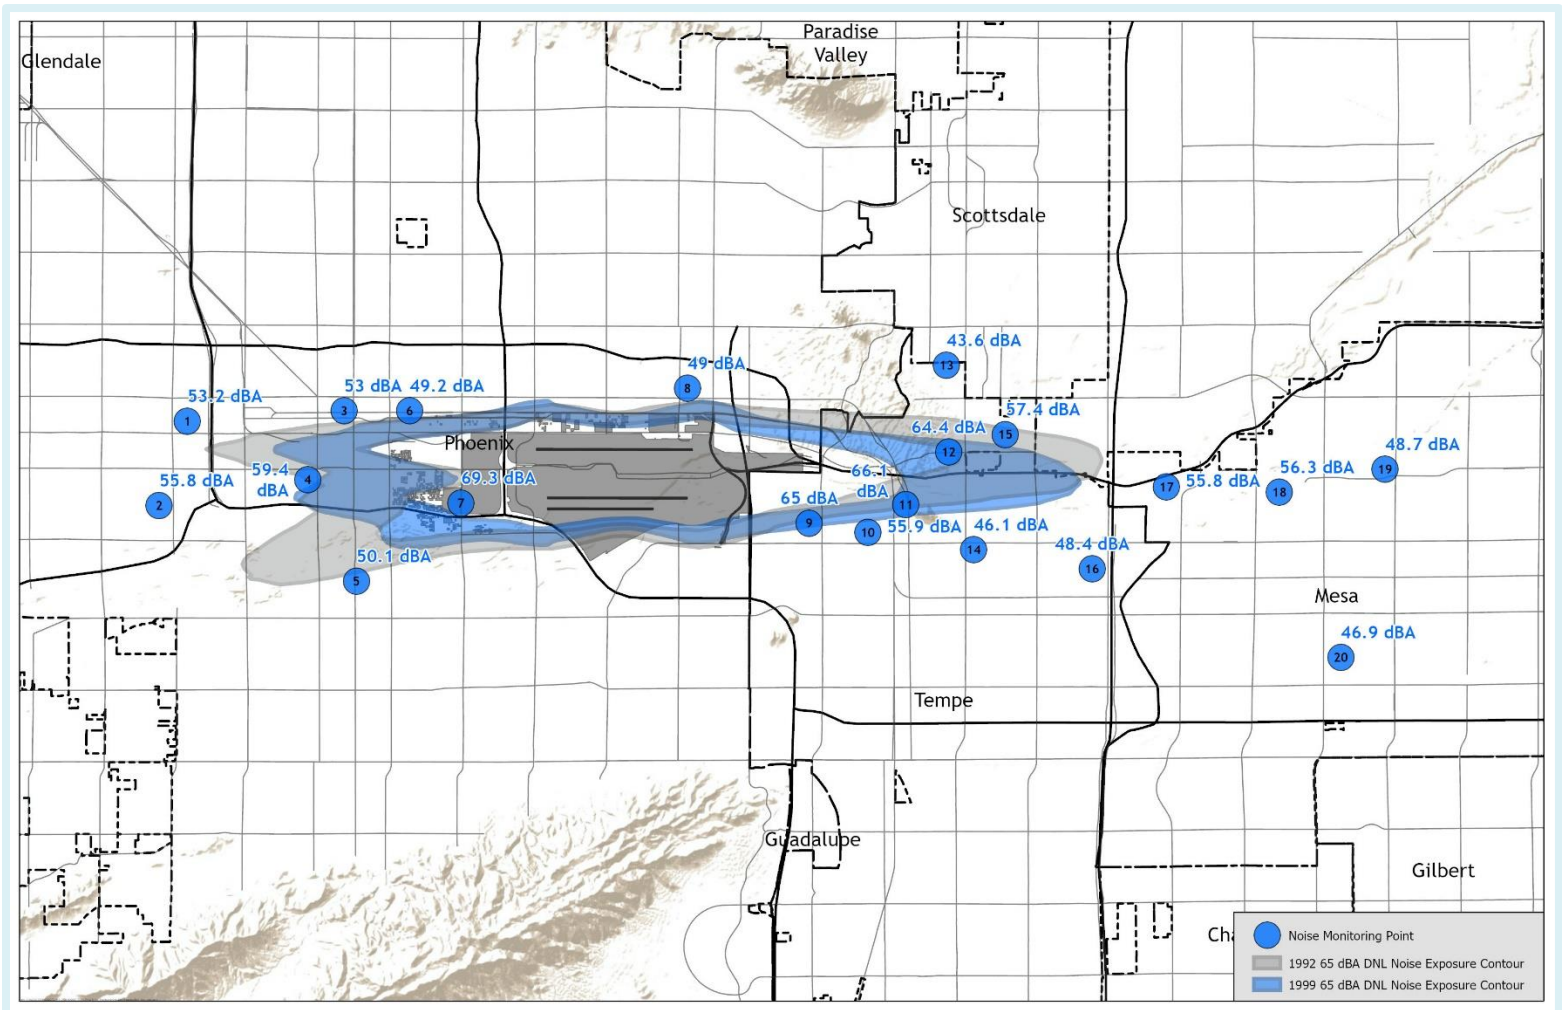 Paradise
Valley
Glendale
Scottsdale
43.6 dBA
13
49 dBA
8
53.2 dBA
1
53 dBA
3
49.2 dBA
6
57.4 dBA
15
64.4 dBA
12
Phoenix
48.7 dBA
19
59.4
dBA
4
55.8 dBA
2
69.3 dBA
7
66.1
dBA
11
65 dBA
9
55.9 dBA
10
46.1 dBA
14
55.8 dBA
17
56.3 dBA
18
50.1 dBA
5
48.4 dBA
16
Mesa
46.9 dBA
20
Tempe
Guadalupe
Gilbert
Cha
Noise Monitoring Point
1992 65 dBA DNL Noise Exposure Contour
1999 65 dBA DNL Noise Exposure Contour